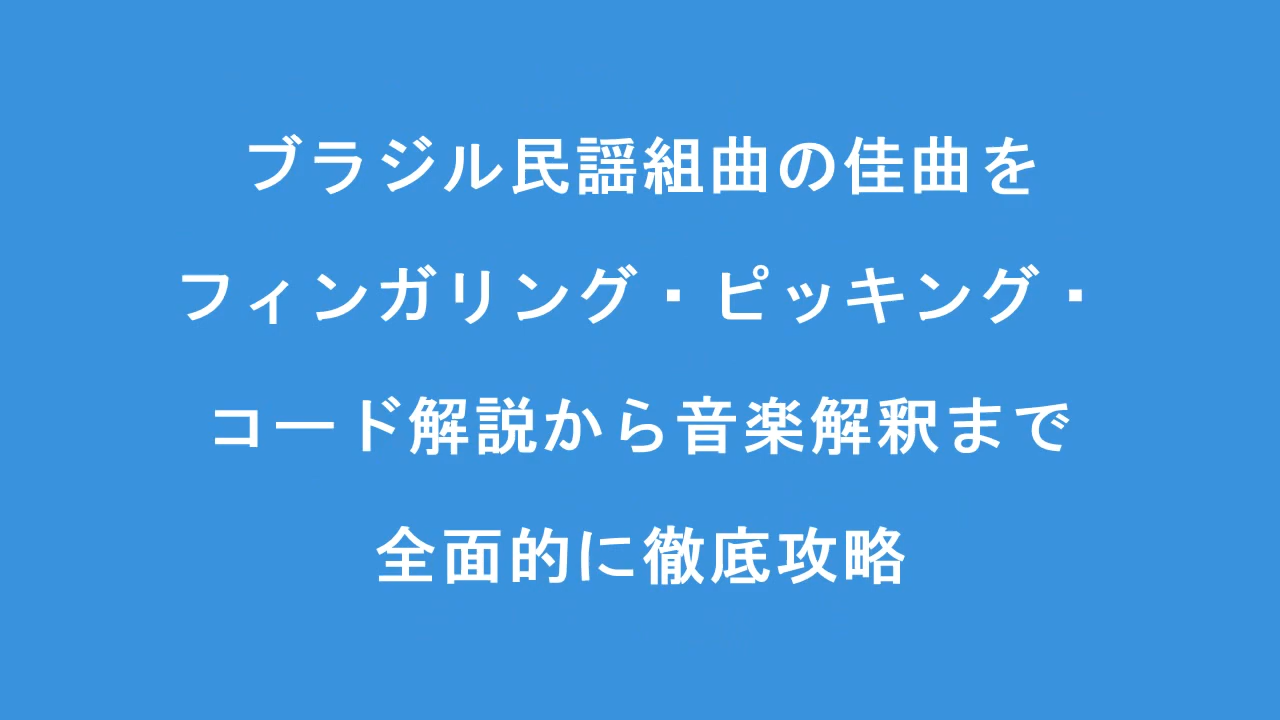 ブラジル民謡組曲の佳曲を
フィンガリング・ピッキング・
コード解説から音楽解釈まで
全面的に徹底攻略